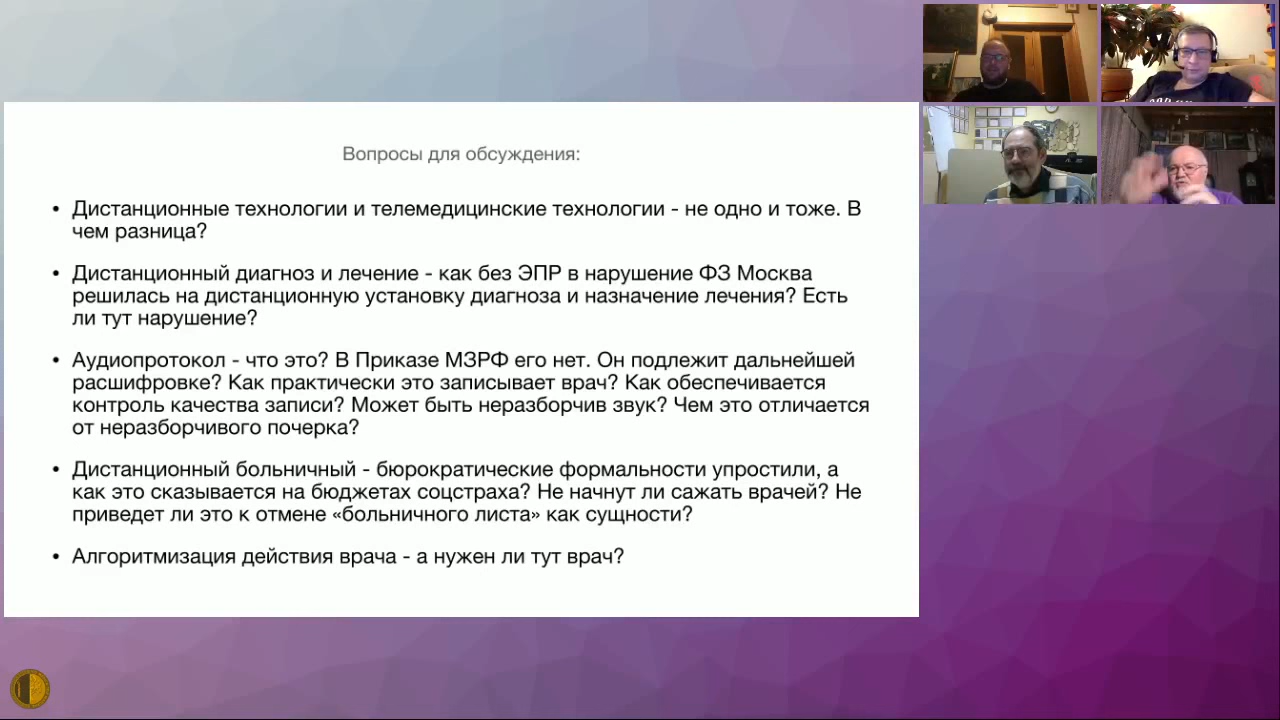 Вопросы для обсуждения:
• Дистанционные технологии и телемедицинские технологии - не одно и тоже. В
чем разница?
• Дистанционный диагноз и лечение - как без ЭПР в нарушение ФЗ Москва
решилась на дистанционную установку диагноза и назначение лечения? Есть
ли тут нарушение?
• Аудиопротокол - что это? В Приказе МЗРФ его нет. Он подлежит дальнейшей
расшифровке? Как практически это записывает врач? Как обеспечивается
контроль качества записи? Может быть неразборчив звук? Чем это отличается
от неразборчивого почерка?
• Дистанционный больничный - бюрократические формальности упростили, а
как это сказывается на бюджетах соцстраха? Не начнут ли сажать врачей? Не
приведет ли это к отмене «больничного листа» как сущности?
• Алгоритмизация действия врача - а нужен ли тут врач?